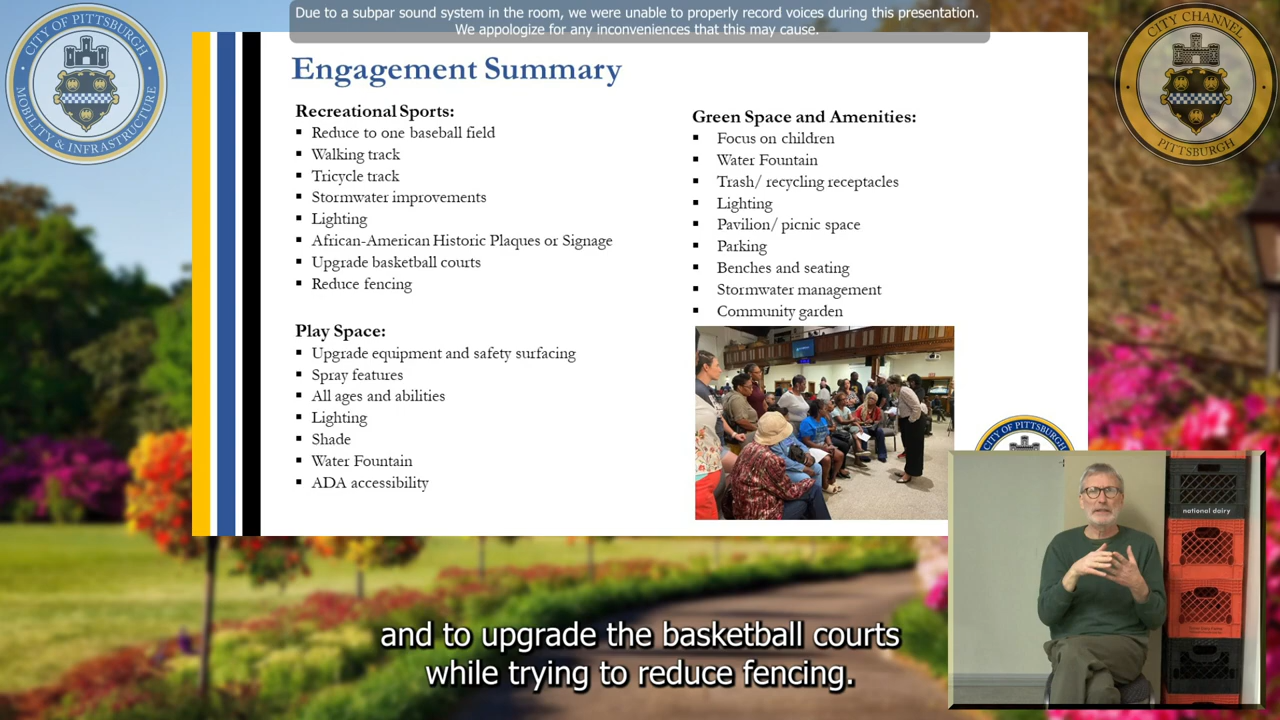 Due to a subpar sound system in the room, we were unable to properly record voices during this presentation.
We appologize for any inconveniences that this may cause.
CITY OF PITTSBURGH
MOBILITY & INFRASTRUCTURE
CITY CHANNEL
PITTSBURGH
Engagement Summary
Recreational Sports:
▪ Reduce to one baseball field
▪ Walking track
▪ Tricycle track
▪ Stormwater improvements
▪ Lighting
▪ African-American Historic Plaques or Signage
▪ Upgrade basketball courts
▪ Reduce fencing
Play Space:
▪ Upgrade equipment and safety surfacing
▪ Spray features
▪ All ages and abilities
▪ Lighting
▪ Shade
▪ Water Fountain
▪ ADA accessibility
Green Space and Amenities:
▪ Focus on children
▪ Water Fountain
▪ Trash/ recycling receptacles
▪ Lighting
▪ Pavilion/ picnic space
▪ Parking
▪ Benches and seating
▪ Stormwater management
▪ Community garden
CITY OF PITTSBURGH
national dairy
and to upgrade the basketball courts
while trying to reduce fencing.